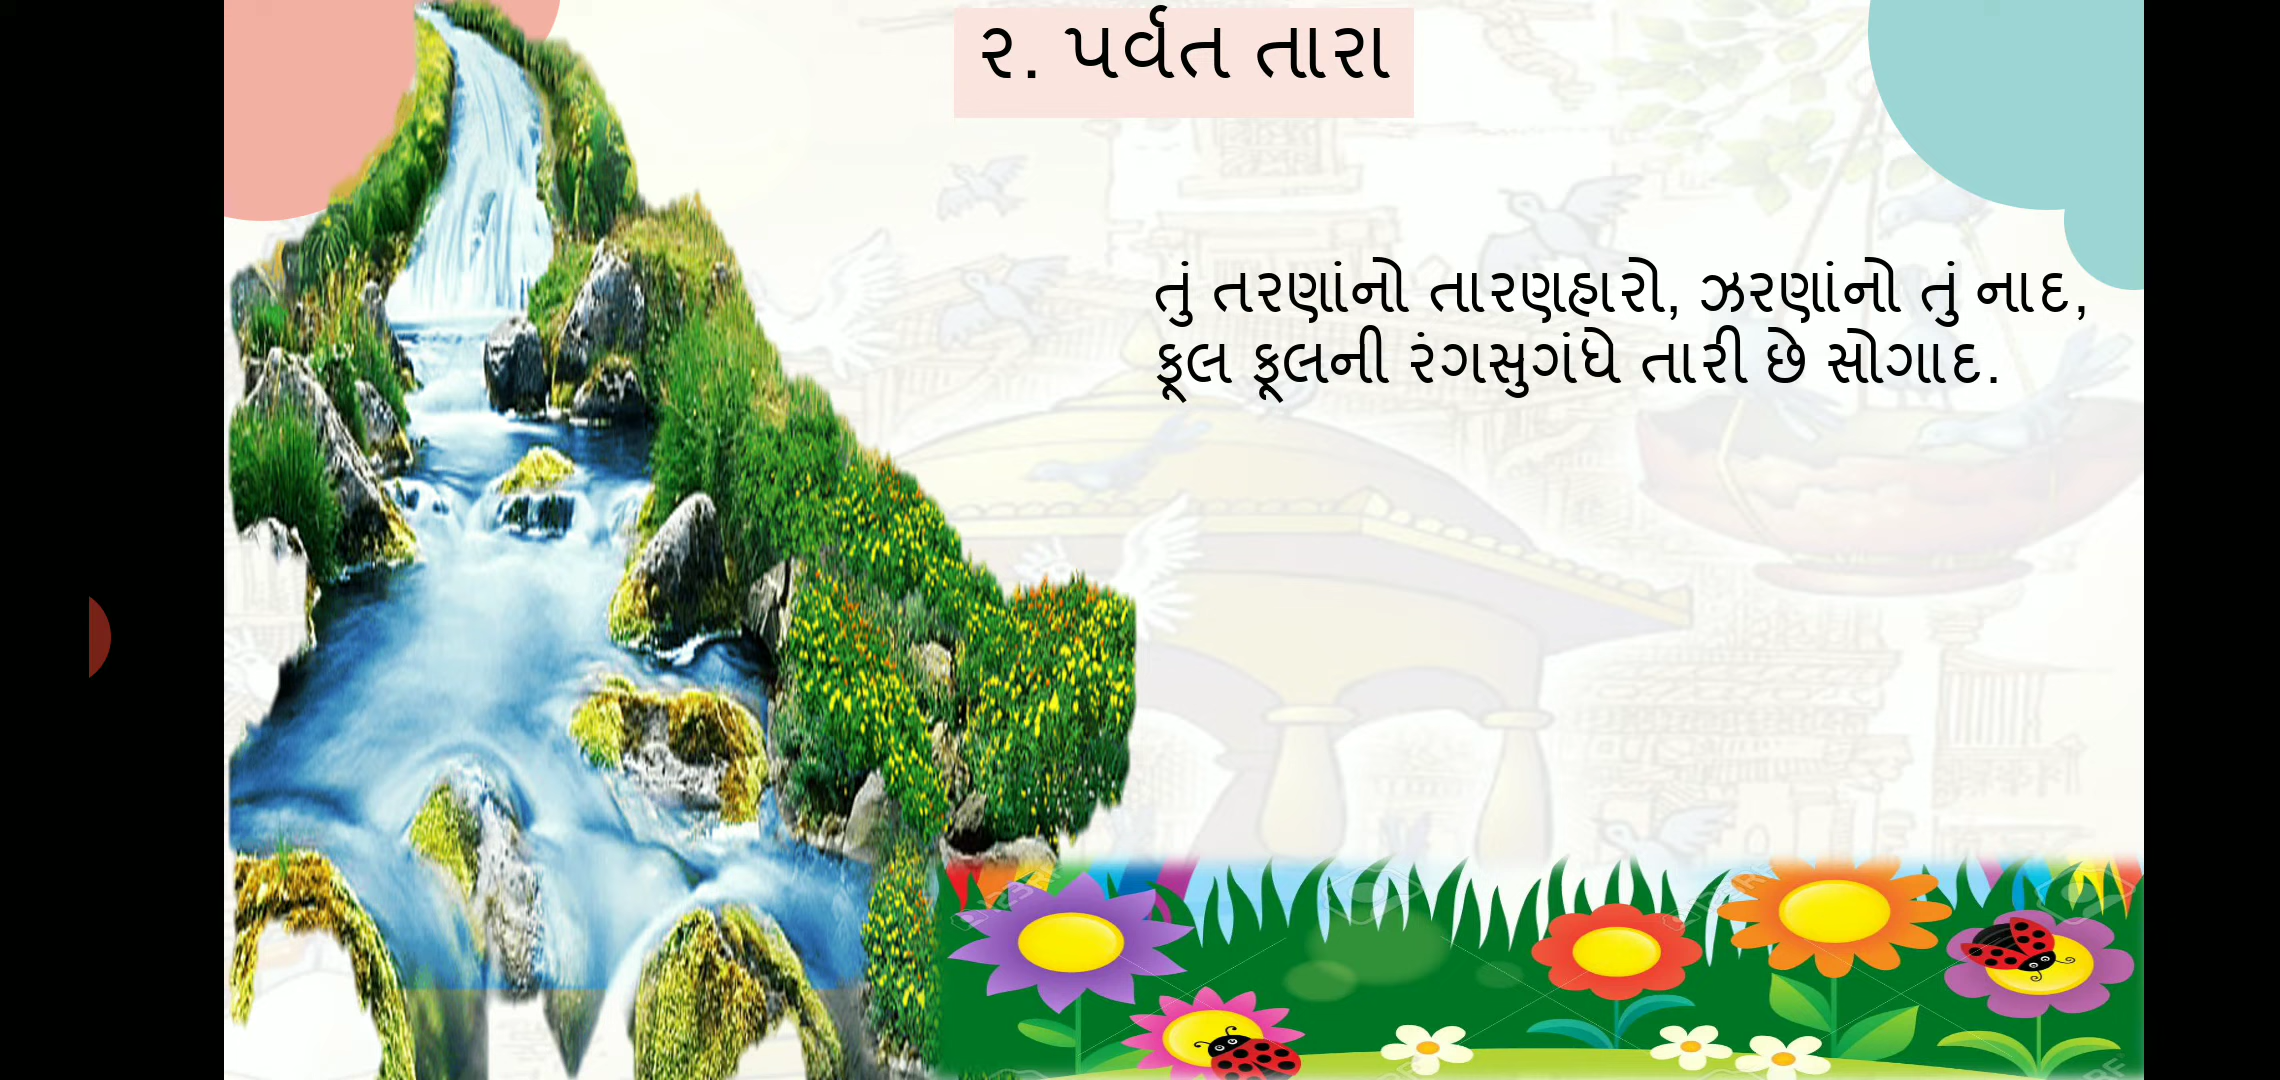 ૨. પર્વત તારા
તું તરણાંનો તારણહારો, ઝરણાંનો તું નાદ,
ફૂલ ફૂલની રંગસુગંધે તારી છે સોગાદ.